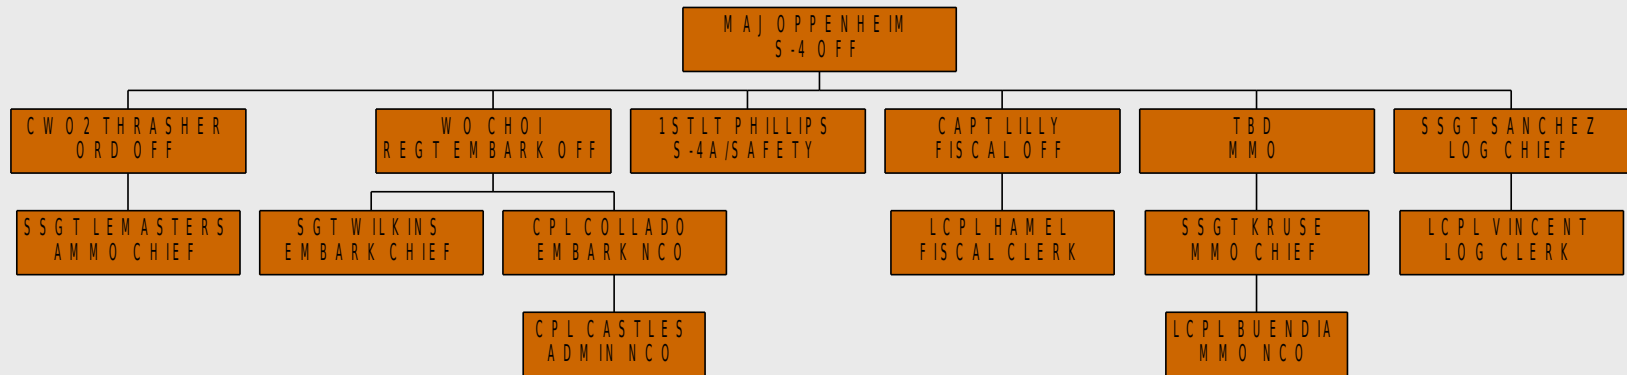 MAJ OPPENHEIM
S-4 OFF
CWO2 THRASHER
ORD OFF
WO CHOI
REGT EMBARK OFF
1STLT PHILLIPS
S-4A/SAFETY
CAPT LILLY
FISCAL OFF
TBD
MMO
SSGT SANCHEZ
LOG CHIEF
SSGT LEMASTERS
AMMO CHIEF
SGT WILKINS
EMBARK CHIEF
CPL COLLADO
EMBARK NCO
LCPL HAMEL
FISCAL CLERK
SSGT KRUSE
MMO CHIEF
LCPL VINCENT
LOG CLERK
CPL CASTLES
ADMIN NCO
LCPL BUENDIA
MMO NCO